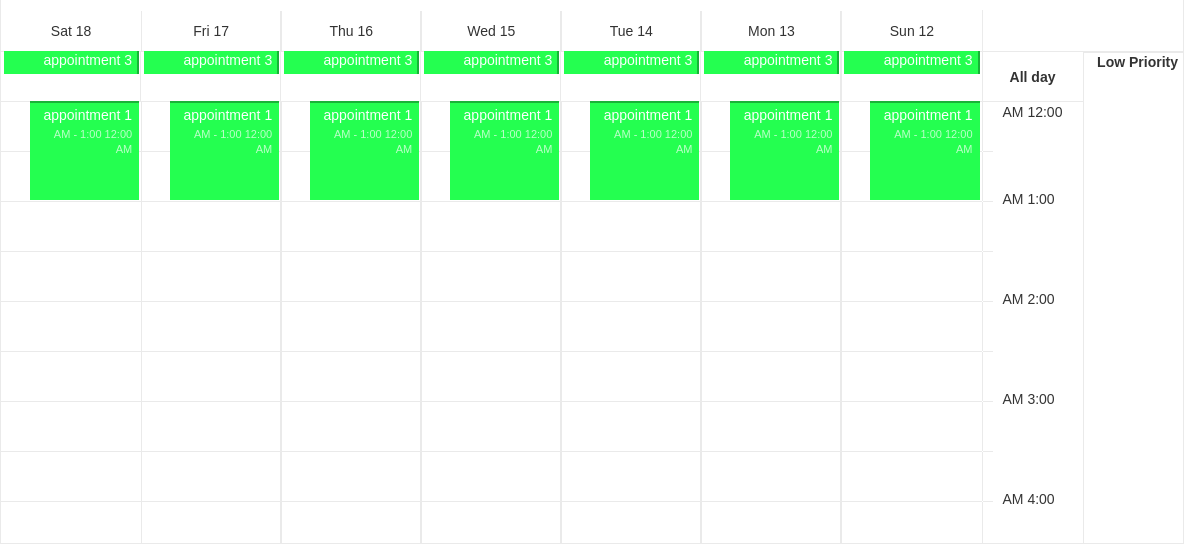 Sat 18
Fri 17
Thu 16
Wed 15
Tue 14
Mon 13
Sun 12
appointment 3
appointment 3
appointment 3
appointment 3
appointment 3
appointment 3
appointment 3
All day
Low Priority
appointment 1
AM - 1:00 12:00
AM
appointment 1
AM - 1:00 12:00
AM
appointment 1
AM - 1:00 12:00
AM
appointment 1
AM - 1:00 12:00
AM
appointment 1
AM - 1:00 12:00
AM
appointment 1
AM - 1:00 12:00
AM
appointment 1
AM - 1:00 12:00
AM
AM 12:00
AM 1:00
AM 2:00
AM 3:00
AM 4:00